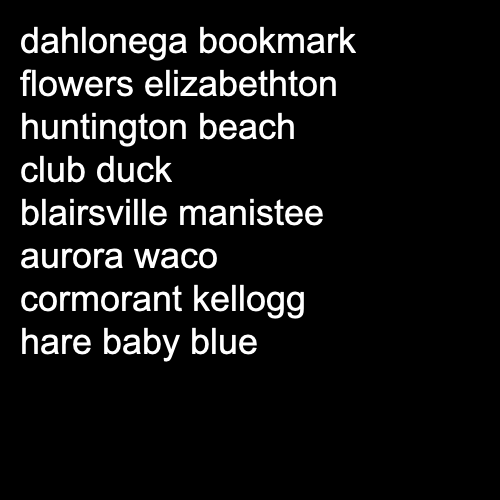 dahlonega bookmark
flowers elizabethton
huntington beach
club duck
blairsville manistee
aurora waco
cormorant kellogg
hare baby blue